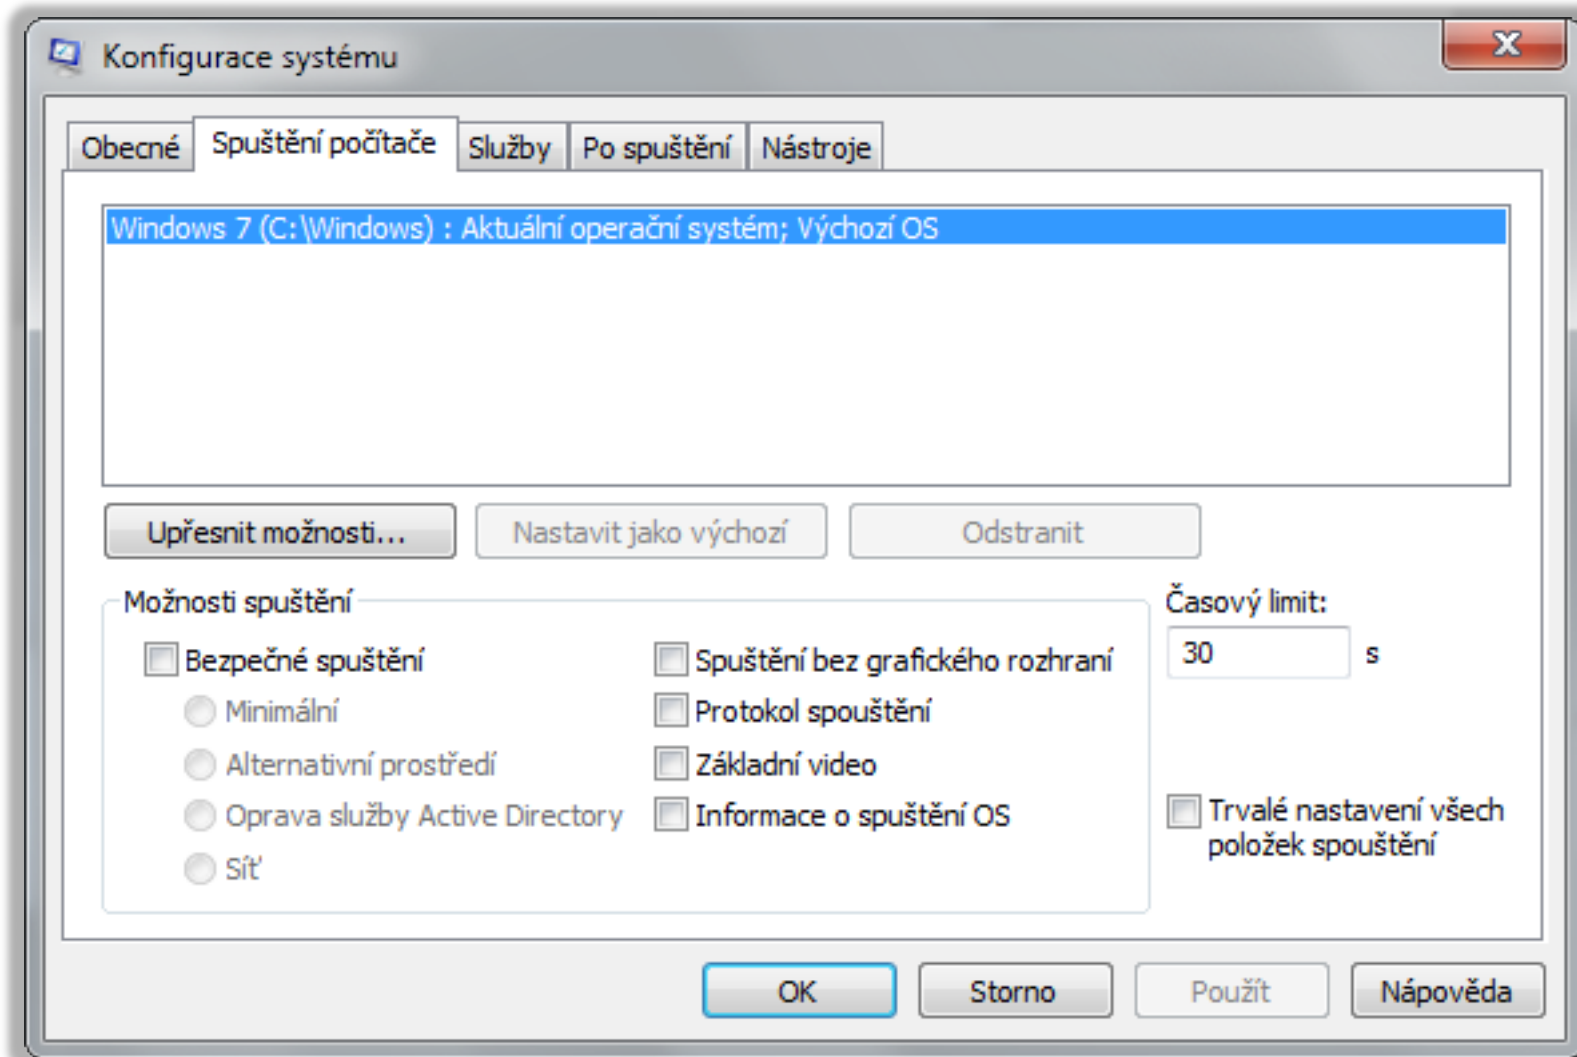 Konfigurace systému
Obecné Spuštění počítače Služby Po spuštění Nástroje
Windows 7 (C:\Windows) : Aktuální operační systém; Výchozí OS
Upřesnit možnosti... Nastavit jako výchozí Odstranit
Možnosti spuštění Časový limit:
Bezpečné spuštění Spuštění bez grafického rozhraní 30 s
Minimální Protokol spouštění
Alternativní prostředí Základní video
Oprava služby Active Directory Informace o spuštění OS Trvalé nastavení všech
položek spouštění
Síť
OK Storno Použít Nápověda